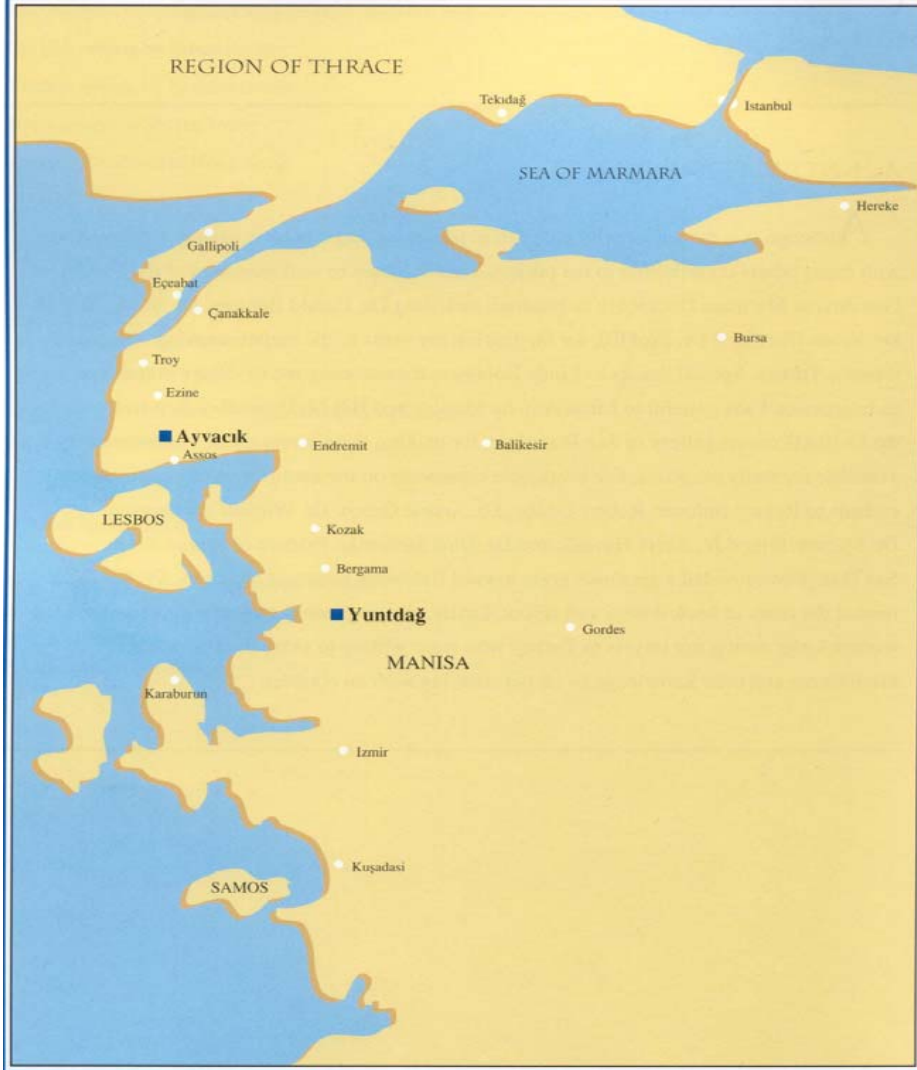 REGION OF THRACE
Tekıdağ
Istanbul
SEA OF MARMARA
Hereke
Gallipoli
Eçeabat
Çanakkale
Bursa
Troy
Ezine
Ayvacık
Assos
Endremit
Balikesir
LESBOS
Kozak
Bergama
Yuntdağ
Gordes
MANISA
Karaburun
Izmir
Kuşadasi
SAMOS